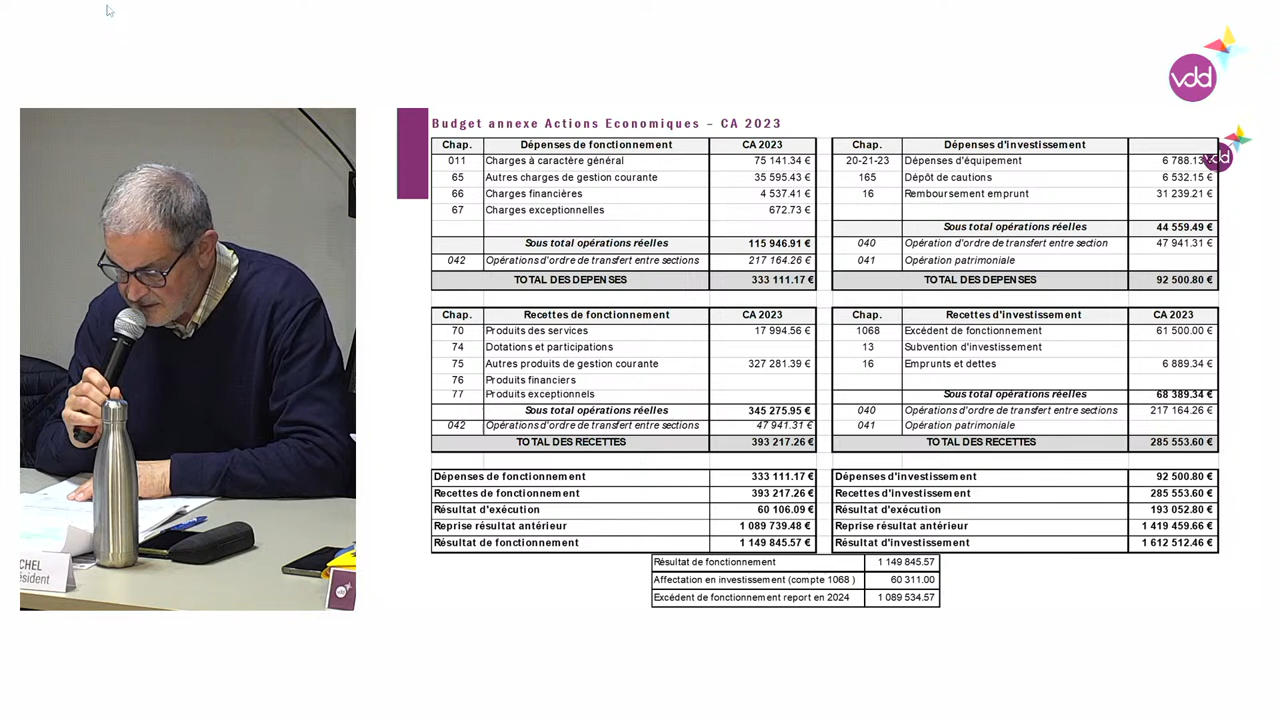 vdd
Budget annexe Actions Economiques – CA 2023
Chap. Dépenses de fonctionnement CA 2023
011 Charges à caractère général 75 141.34 €
65 Autres charges de gestion courante 35 595.43 €
66 Charges financières 4 537.41 €
67 Charges exceptionnelles 672.73 €
Sous total opérations réelles 115 946.91 €
042 Opérations d'ordre de transfert entre sections 217 164.26 €
TOTAL DES DEPENSES 333 111.17 €
Chap. Dépenses d'investissement
20-21-23 Dépenses d'équipement 6 788.13
vdd
165 Dépôt de cautions 6 532.15 €
16 Remboursement emprunt 31 239.21 €
Sous total opérations réelles 44 559.49 €
040 Opération d'ordre de transfert entre section 47 941.31 €
041 Opération patrimoniale
TOTAL DES DEPENSES 92 500.80 €
Chap. Recettes de fonctionnement CA 2023
70 Produits des services 17 994.56 €
74 Dotations et participations
75 Autres produits de gestion courante 327 281.39 €
76 Produits financiers
77 Produits exceptionnels
Sous total opérations réelles 345 275.95 €
042 Opérations d'ordre de transfert entre sections 47 941.31 €
TOTAL DES RECETTES 393 217.26 €
Chap. Recettes d'investissement CA 2023
1068 Excédent de fonctionnement 61 500.00 €
13 Subvention d'investissement
16 Emprunts et dettes 6 889.34 €
Sous total opérations réelles 68 389.34 €
040 Opérations d'ordre de transfert entre sections 217 164.26 €
041 Opération patrimoniale
TOTAL DES RECETTES 285 553.60 €
Dépenses de fonctionnement 333 111.17 €
Recettes de fonctionnement 393 217.26 €
Résultat d'exécution 60 106.09 €
Reprise résultat antérieur 1 089 739.48 €
Résultat de fonctionnement 1 149 845.57 €
Dépenses d'investissement 92 500.80 €
Recettes d'investissement 285 553.60 €
Résultat d'exécution 193 052.80 €
Reprise résultat antérieur 1 419 459.66 €
Résultat d'investissement 1 612 512.46 €
Résultat de fonctionnement 1 149 845.57
Affectation en investissement (compte 1068 ) 60 311.00
Excédent de fonctionnement report en 2024 1 089 534.57
CHEL
ésident
vdd